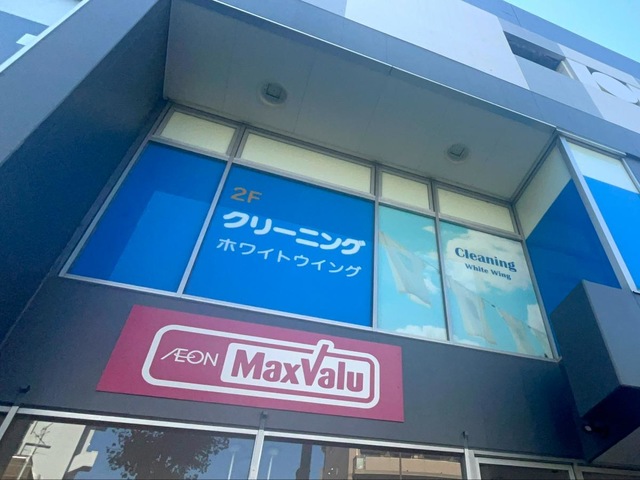 2F
クリーニング
ホワイトウイング
Cleaning
White Wing
ÆON MaxValu